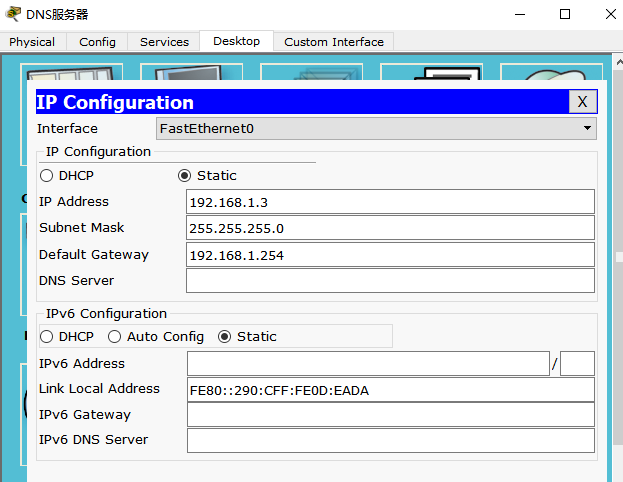 DNS服务器
Physical Config Services Desktop Custom Interface
IP Configuration X
Interface FastEthernet0
IP Configuration
DHCP Static
IP Address 192.168.1.3
Subnet Mask 255.255.255.0
Default Gateway 192.168.1.254
DNS Server
IPv6 Configuration
DHCP Auto Config Static
IPv6 Address /
Link Local Address FE80::290:CFF:FE0D:EADA
IPv6 Gateway
IPv6 DNS Server